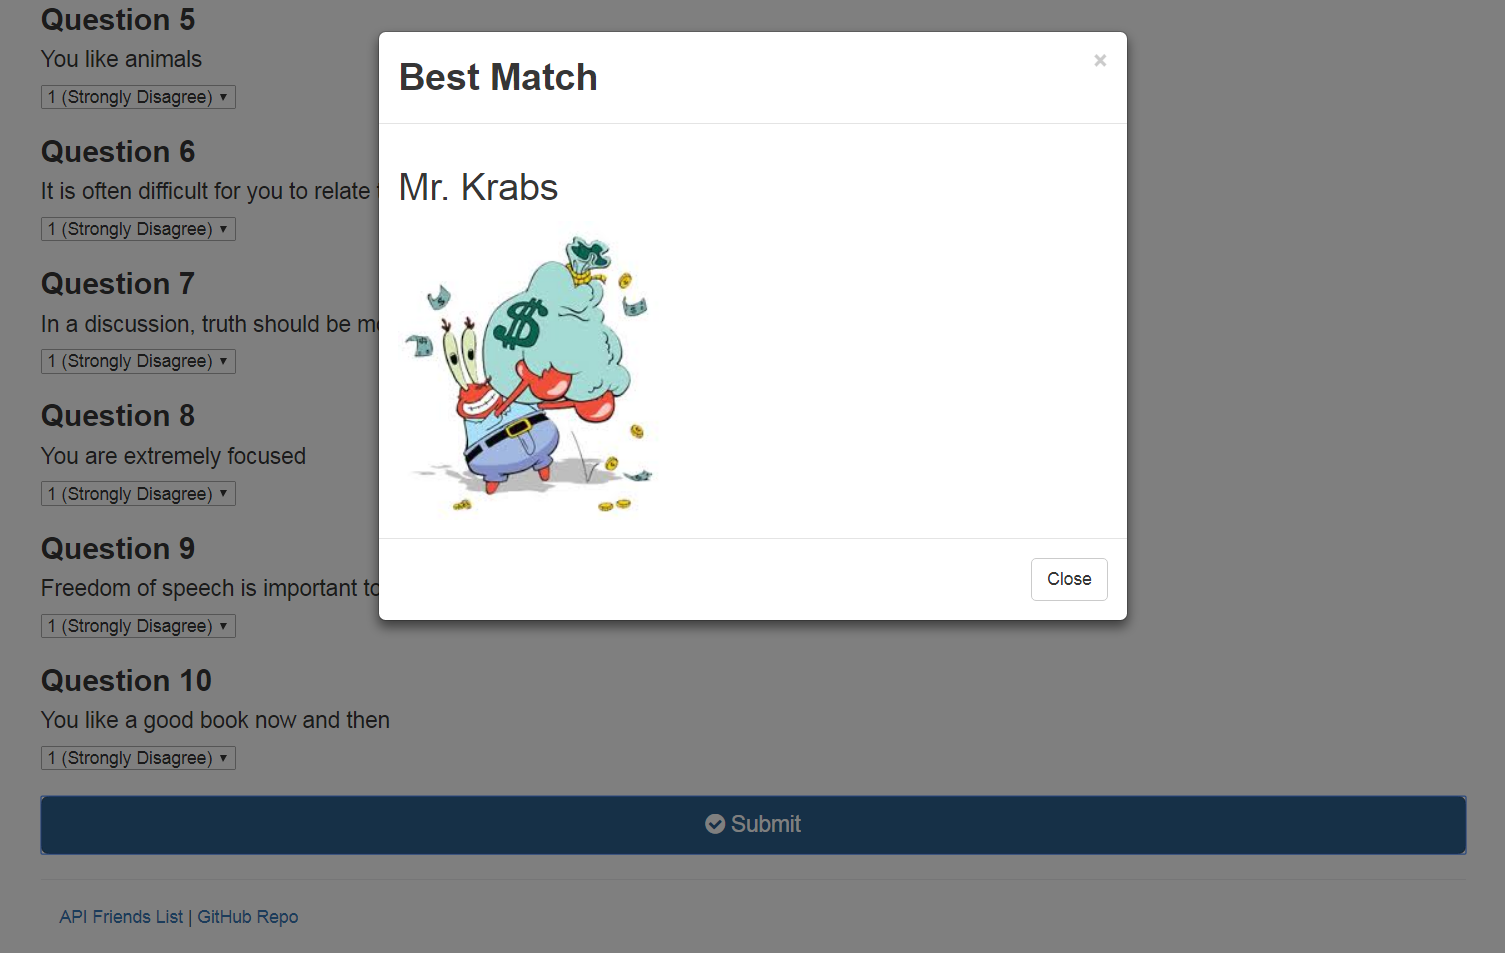 Question 5
You like animals
1 (Strongly Disagree)
Question 6
It is often difficult for you to relate
1 (Strongly Disagree)
Question 7
In a discussion, truth should be
1 (Strongly Disagree)
Question 8
You are extremely focused
1 (Strongly Disagree)
Question 9
Freedom of speech is important to
1 (Strongly Disagree)
Question 10
You like a good book now and then
1 (Strongly Disagree)
Submit
API Friends List | GitHub Repo
Best Match
×
Mr. Krabs
$
Close